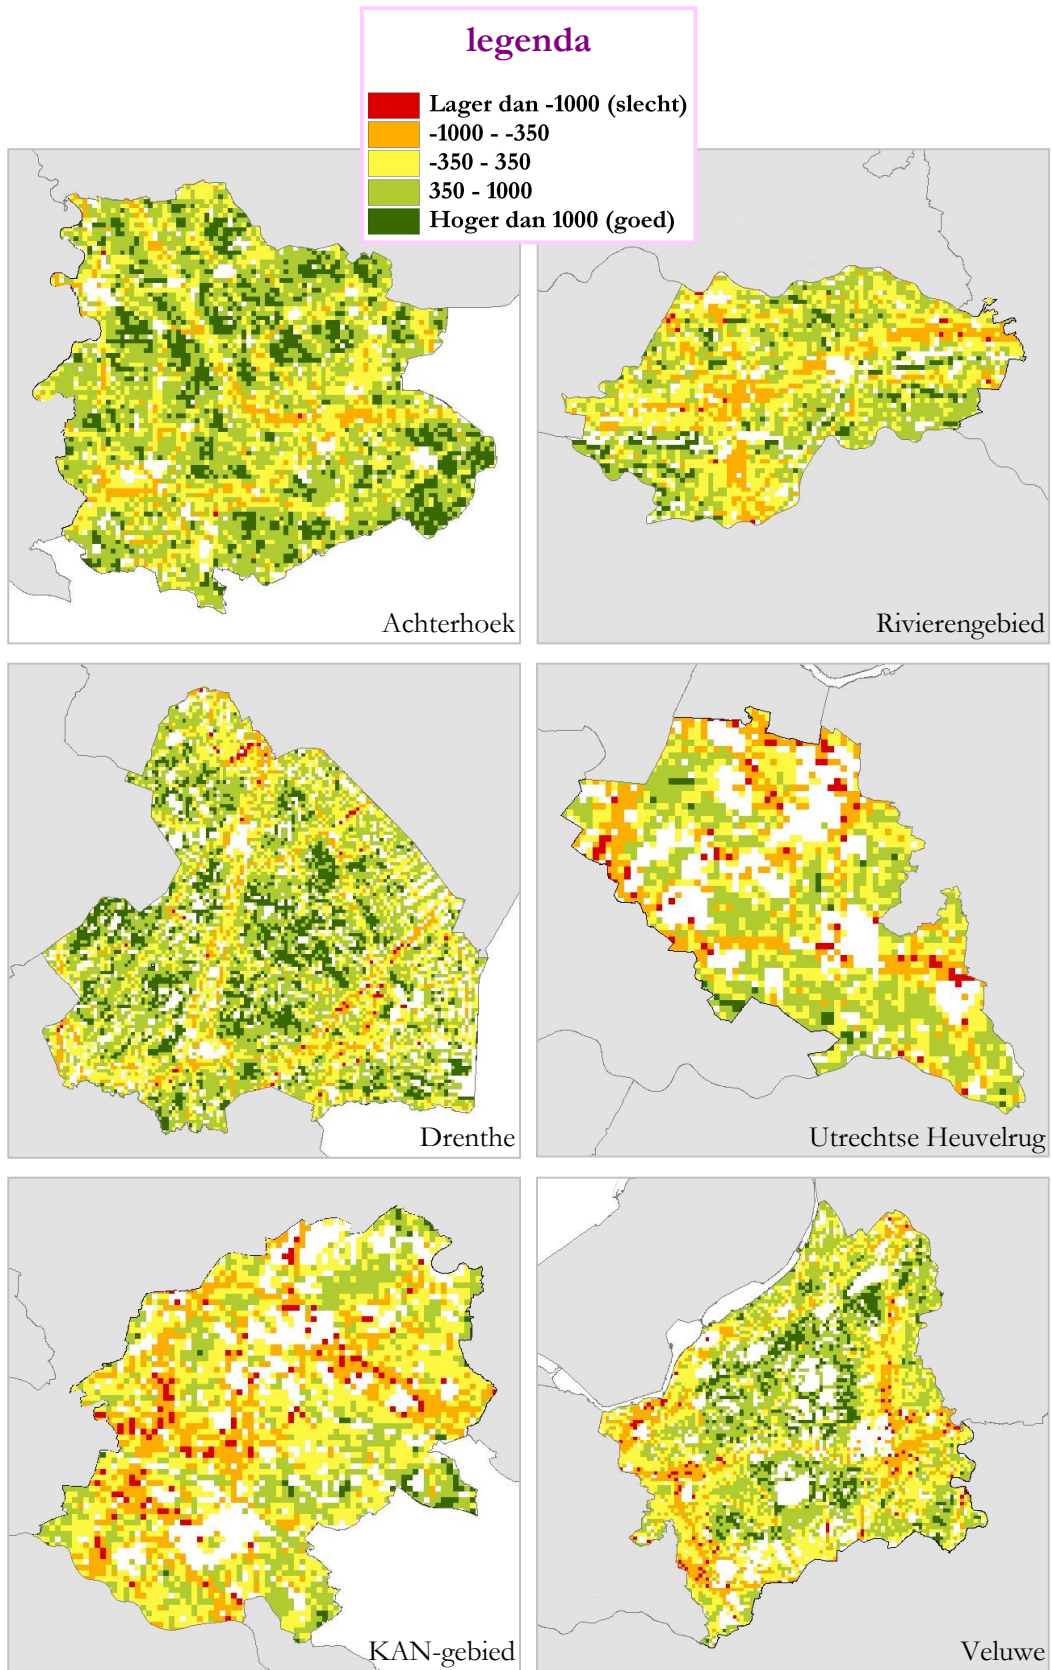 legenda
Lager dan -1000 (slecht)
-1000 - -350
-350 - 350
350 - 1000
Hoger dan 1000 (goed)
Achterhoek
Rivierengebied
Drenthe
Utrechtse Heuvelrug
KAN-gebied
Veluwe